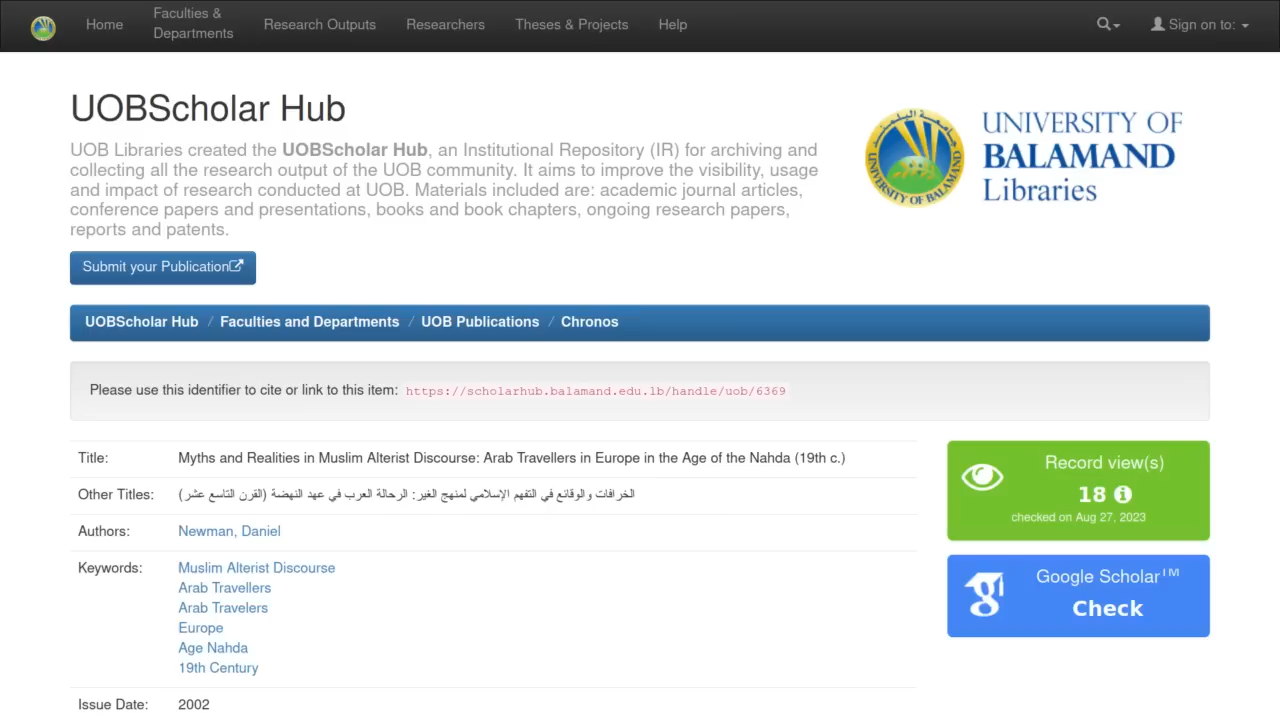 Home
Faculties &
Departments
Research Outputs
Researchers
Theses & Projects
Help
Sign on to:
UOBScholar Hub
UOB Libraries created the UOBScholar Hub, an Institutional Repository (IR) for archiving and
collecting all the research output of the UOB community. It aims to improve the visibility, usage
and impact of research conducted at UOB. Materials included are: academic journal articles,
conference papers and presentations, books and book chapters, ongoing research papers,
reports and patents.
UNIVERSITY OF BALAMAND
UNIVERSITY OF
BALAMAND
Libraries
Submit your Publication
UOBScholar Hub / Faculties and Departments / UOB Publications / Chronos
Please use this identifier to cite or link to this item: https://scholarhub.balamand.edu.lb/handle/uob/6369
Title: Myths and Realities in Muslim Alterist Discourse: Arab Travellers in Europe in the Age of the Nahda (19th c.)
Other Titles: الخرافات والوقائع في التفهم الإسلامي لمنهج الغير: الرحالة العرب في عهد النهضة (القرن التاسع عشر)
Authors: Newman, Daniel
Keywords: Muslim Alterist Discourse
Arab Travellers
Arab Travelers
Europe
Age Nahda
19th Century
Issue Date: 2002
Record view(s)
18
checked on Aug 27, 2023
Google Scholar™
Check